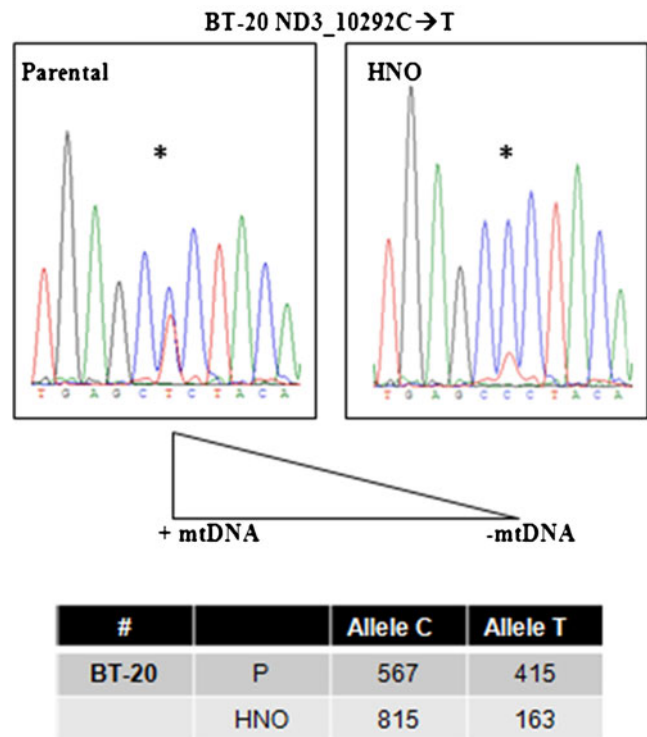 BT-20 ND3_10292C→T
Parental
*
T G A G C T C T A C A
HNO
*
T G A G C C C T A C A
+ mtDNA
-mtDNA
# Allele C Allele T
BT-20 P 567 415
HNO 815 163